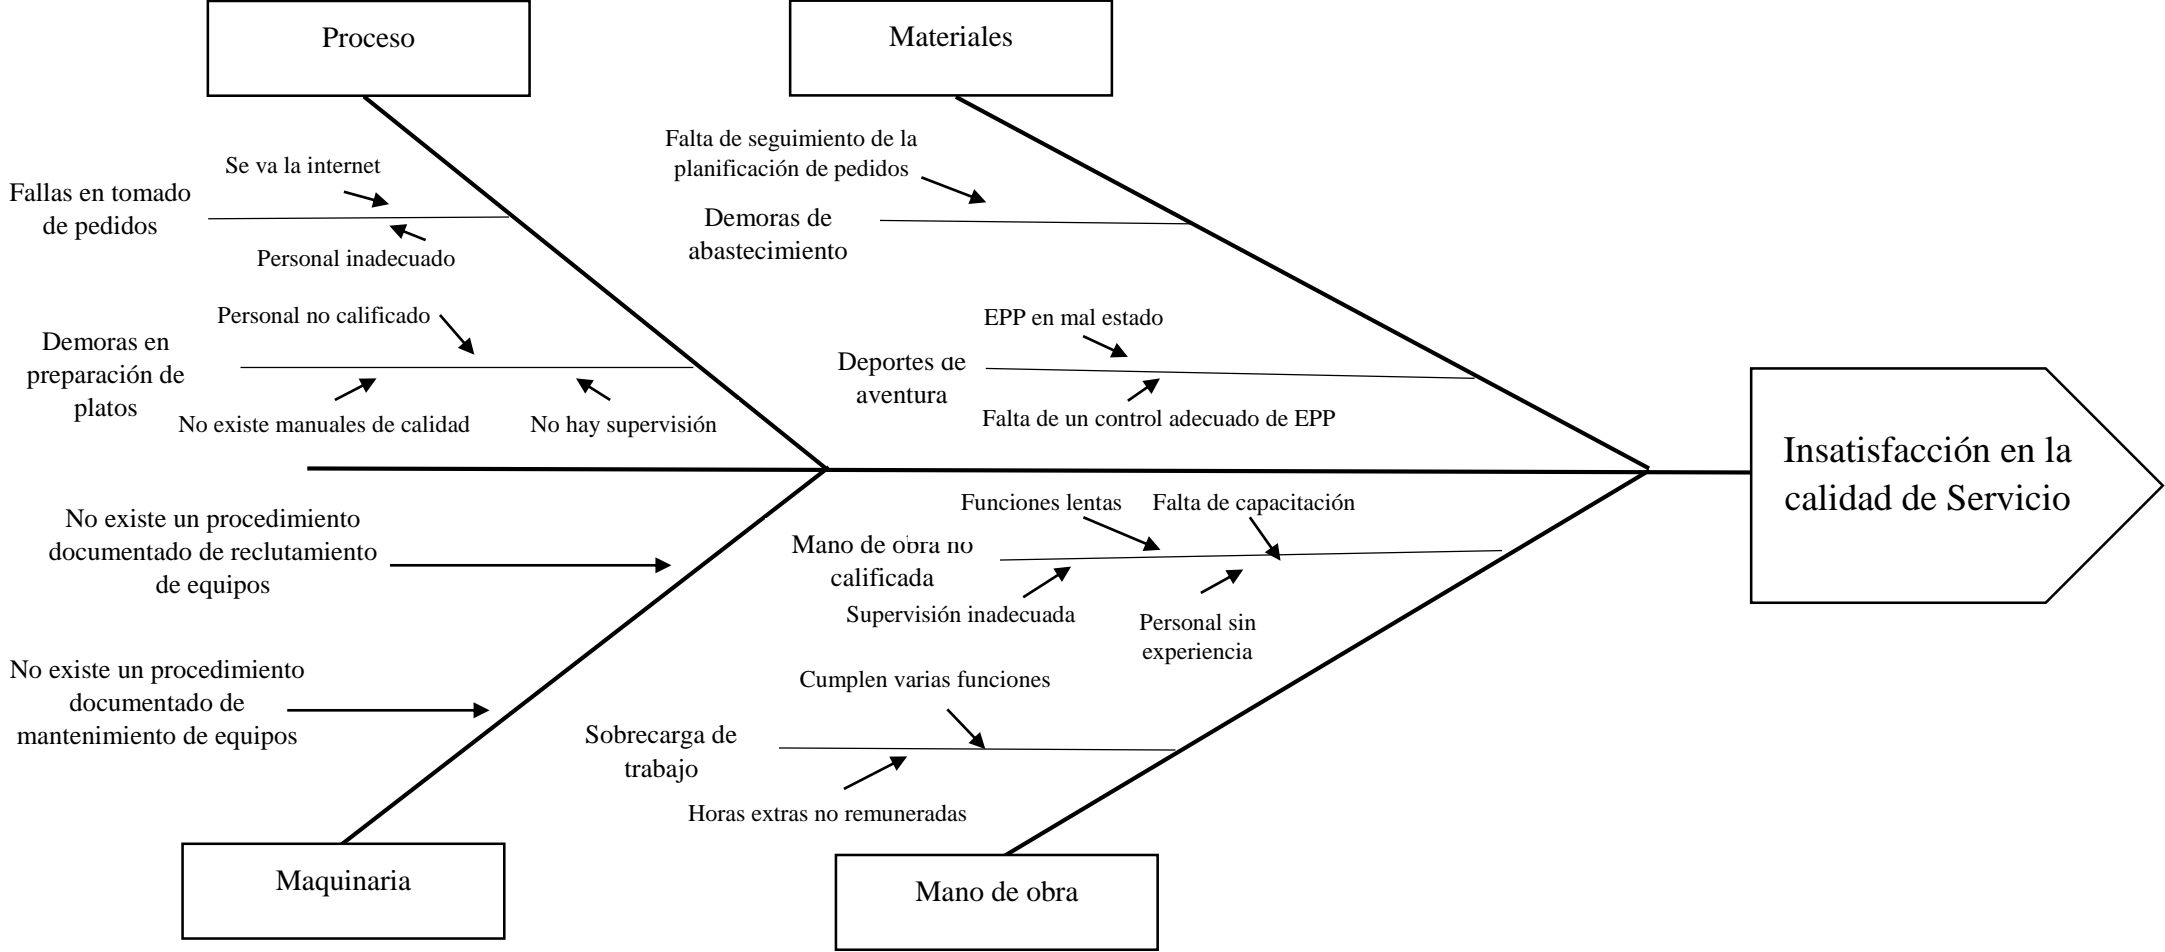 Proceso
Materiales
Falta de seguimiento de la
planificación de pedidos
Se va la internet
Fallas en tomado
de pedidos
Personal inadecuado
Demoras de
abastecimiento
Personal no calificado
Demoras en
preparación de
platos
No existe manuales de calidad
No hay supervisión
EPP en mal estado
Deportes de
aventura
Falta de un control adecuado de EPP
Insatisfacción en la
calidad de Servicio
No existe un procedimiento
documentado de reclutamiento
de equipos
Funciones lentas
Falta de capacitación
Mano de obra no
calificada
Supervisión inadecuada
Personal sin
experiencia
No existe un procedimiento
documentado de
mantenimiento de equipos
Cumplen varias funciones
Sobrecarga de
trabajo
Horas extras no remuneradas
Maquinaria
Mano de obra